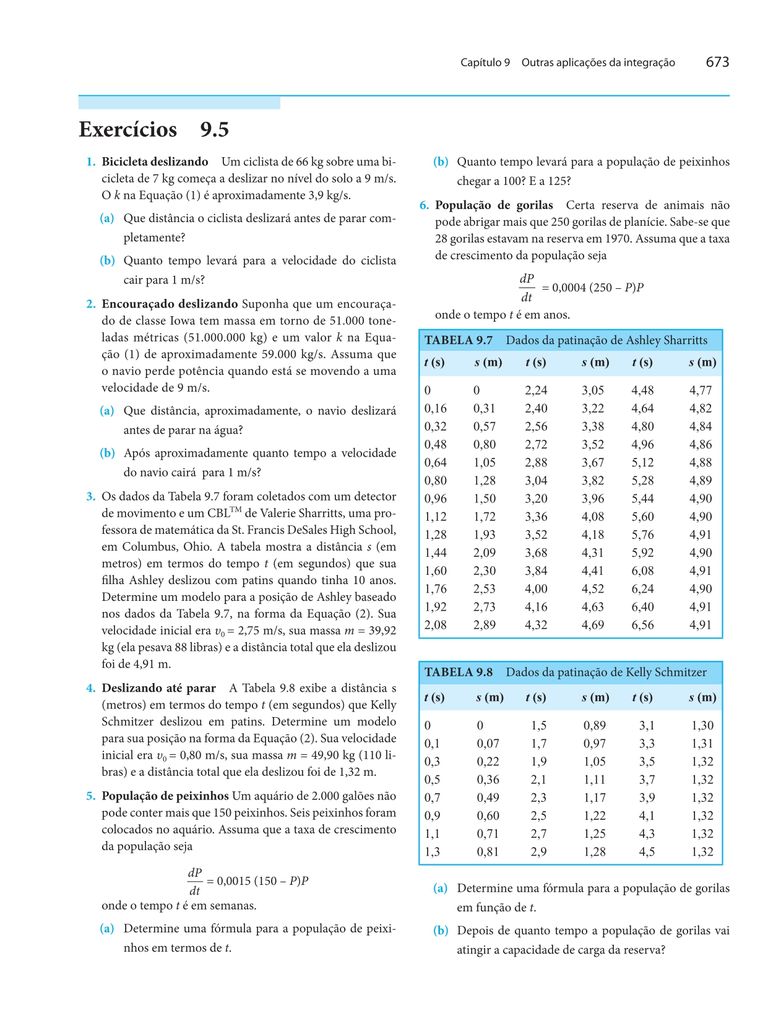 Capítulo 9 Outras aplicações da integração 673
Exercícios 9.5
1. Bicicleta deslizando Um ciclista de 66 kg sobre uma bi-
cicleta de 7 kg começa a deslizar no nível do solo a 9 m/s.
O k na Equação (1) é aproximadamente 3,9 kg/s.
(a) Que distância o ciclista deslizará antes de parar com-
pletamente?
(b) Quanto tempo levará para a velocidade do ciclista
cair para 1 m/s?
2. Encouraçado deslizando Suponha que um encouraça-
do de classe Iowa tem massa em torno de 51.000 tone-
ladas métricas (51.000.000 kg) e um valor k na Equa-
ção (1) de aproximadamente 59.000 kg/s. Assuma que
o navio perde potência quando está se movendo a uma
velocidade de 9 m/s.
(a) Que distância, aproximadamente, o navio deslizará
antes de parar na água?
(b) Após aproximadamente quanto tempo a velocidade
do navio cairá para 1 m/s?
3. Os dados da Tabela 9.7 foram coletados com um detector
de movimento e um CBL™ de Valerie Sharritts, uma pro-
fessora de matemática da St. Francis DeSales High School,
em Columbus, Ohio. A tabela mostra a distância s (em
metros) em termos do tempo t (em segundos) que sua
filha Ashley deslizou com patins quando tinha 10 anos.
Determine um modelo para a posição de Ashley baseado
nos dados da Tabela 9.7, na forma da Equação (2). Sua
velocidade inicial era v₀ = 2,75 m/s, sua massa m = 39,92
kg (ela pesava 88 libras) e a distância total que ela deslizou
foi de 4,91 m.
4. Deslizando até parar A Tabela 9.8 exibe a distância s
(metros) em termos do tempo t (em segundos) que Kelly
Schmitzer deslizou em patins. Determine um modelo
para sua posição na forma da Equação (2). Sua velocidade
inicial era v₀ = 0,80 m/s, sua massa m = 49,90 kg (110 li-
bras) e a distância total que ela deslizou foi de 1,32 m.
5. População de peixinhos Um aquário de 2.000 galões não
pode conter mais que 150 peixinhos. Seis peixinhos foram
colocados no aquário. Assuma que a taxa de crescimento
da população seja
dP/dt = 0,0015 (150 – P)P
onde o tempo t é em semanas.
(a) Determine uma fórmula para a população de peixi-
nhos em termos de t.
(b) Quanto tempo levará para a população de peixinhos
chegar a 100? E a 125?
6. População de gorilas Certa reserva de animais não
pode abrigar mais que 250 gorilas de planície. Sabe-se que
28 gorilas estavam na reserva em 1970. Assuma que a taxa
de crescimento da população seja
dP/dt = 0,0004 (250 – P)P
onde o tempo t é em anos.
TABELA 9.7 Dados da patinação de Ashley Sharritts
t (s) s (m) t (s) s (m) t (s) s (m)
0 0 2,24 3,05 4,48 4,77
0,16 0,31 2,40 3,22 4,64 4,82
0,32 0,57 2,56 3,38 4,80 4,84
0,48 0,80 2,72 3,52 4,96 4,86
0,64 1,05 2,88 3,67 5,12 4,88
0,80 1,28 3,04 3,82 5,28 4,89
0,96 1,50 3,20 3,96 5,44 4,90
1,12 1,72 3,36 4,08 5,60 4,90
1,28 1,93 3,52 4,18 5,76 4,91
1,44 2,09 3,68 4,31 5,92 4,90
1,60 2,30 3,84 4,41 6,08 4,91
1,76 2,53 4,00 4,52 6,24 4,90
1,92 2,73 4,16 4,63 6,40 4,91
2,08 2,89 4,32 4,69 6,56 4,91
TABELA 9.8 Dados da patinação de Kelly Schmitzer
t (s) s (m) t (s) s (m) t (s) s (m)
0 0 1,5 0,89 3,1 1,30
0,1 0,07 1,7 0,97 3,3 1,31
0,3 0,22 1,9 1,05 3,5 1,32
0,5 0,36 2,1 1,11 3,7 1,32
0,7 0,49 2,3 1,17 3,9 1,32
0,9 0,60 2,5 1,22 4,1 1,32
1,1 0,71 2,7 1,25 4,3 1,32
1,3 0,81 2,9 1,28 4,5 1,32
(a) Determine uma fórmula para a população de gorilas
em função de t.
(b) Depois de quanto tempo a população de gorilas vai
atingir a capacidade de carga da reserva?